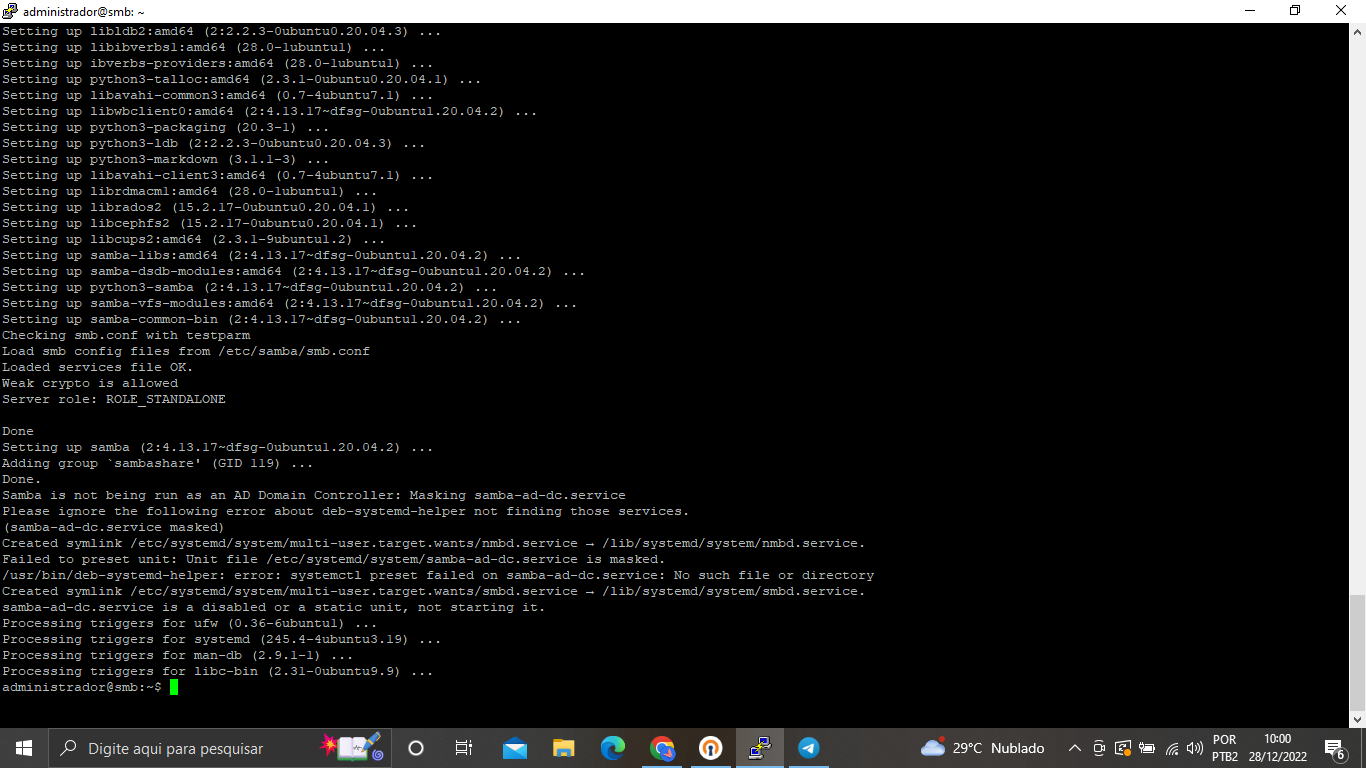 administrador@smb: ~
Setting up libldb2:amd64 (2:2.2.3-0ubuntu0.20.04.3) ...
Setting up libibverbs1:amd64 (28.0-1ubuntu1) ...
Setting up ibverbs-providers:amd64 (28.0-1ubuntu1) ...
Setting up python3-talloc:amd64 (2.3.1-0ubuntu0.20.04.1) ...
Setting up libavahi-common3:amd64 (0.7-4ubuntu7.1) ...
Setting up libwbclient0:amd64 (2:4.13.17~dfsg-0ubuntu1.20.04.2) ...
Setting up python3-packaging (20.3-1) ...
Setting up python3-ldb (2:2.2.3-0ubuntu0.20.04.3) ...
Setting up python3-markdown (3.1.1-3) ...
Setting up libavahi-client3:amd64 (0.7-4ubuntu7.1) ...
Setting up librdmacm1:amd64 (28.0-1ubuntu1) ...
Setting up librados2 (15.2.17-0ubuntu0.20.04.1) ...
Setting up libcephfs2 (15.2.17-0ubuntu0.20.04.1) ...
Setting up libcups2:amd64 (2.3.1-9ubuntu1.2) ...
Setting up samba-libs:amd64 (2:4.13.17~dfsg-0ubuntu1.20.04.2) ...
Setting up samba-dsdb-modules:amd64 (2:4.13.17~dfsg-0ubuntu1.20.04.2) ...
Setting up python3-samba (2:4.13.17~dfsg-0ubuntu1.20.04.2) ...
Setting up samba-vfs-modules:amd64 (2:4.13.17~dfsg-0ubuntu1.20.04.2) ...
Setting up samba-common-bin (2:4.13.17~dfsg-0ubuntu1.20.04.2) ...
Checking smb.conf with testparm
Load smb config files from /etc/samba/smb.conf
Loaded services file OK.
Weak crypto is allowed
Server role: ROLE_STANDALONE
Done
Setting up samba (2:4.13.17~dfsg-0ubuntu1.20.04.2) ...
Adding group `sambashare' (GID 119) ...
Done.
Samba is not being run as an AD Domain Controller: Masking samba-ad-dc.service
Please ignore the following error about deb-systemd-helper not finding those services.
(samba-ad-dc.service masked)
Created symlink /etc/systemd/system/multi-user.target.wants/nmbd.service → /lib/systemd/system/nmbd.service.
Failed to preset unit: Unit file /etc/systemd/system/samba-ad-dc.service is masked.
/usr/bin/deb-systemd-helper: error: systemctl preset failed on samba-ad-dc.service: No such file or directory
Created symlink /etc/systemd/system/multi-user.target.wants/smbd.service → /lib/systemd/system/smbd.service.
samba-ad-dc.service is a disabled or a static unit, not starting it.
Processing triggers for ufw (0.36-6ubuntu1) ...
Processing triggers for systemd (245.4-4ubuntu3.19) ...
Processing triggers for man-db (2.9.1-1) ...
Processing triggers for libc-bin (2.31-0ubuntu9.9) ...
administrador@smb:~$
Digite aqui para pesquisar
29°C Nublado
POR
PTB2
10:00
28/12/2022
6